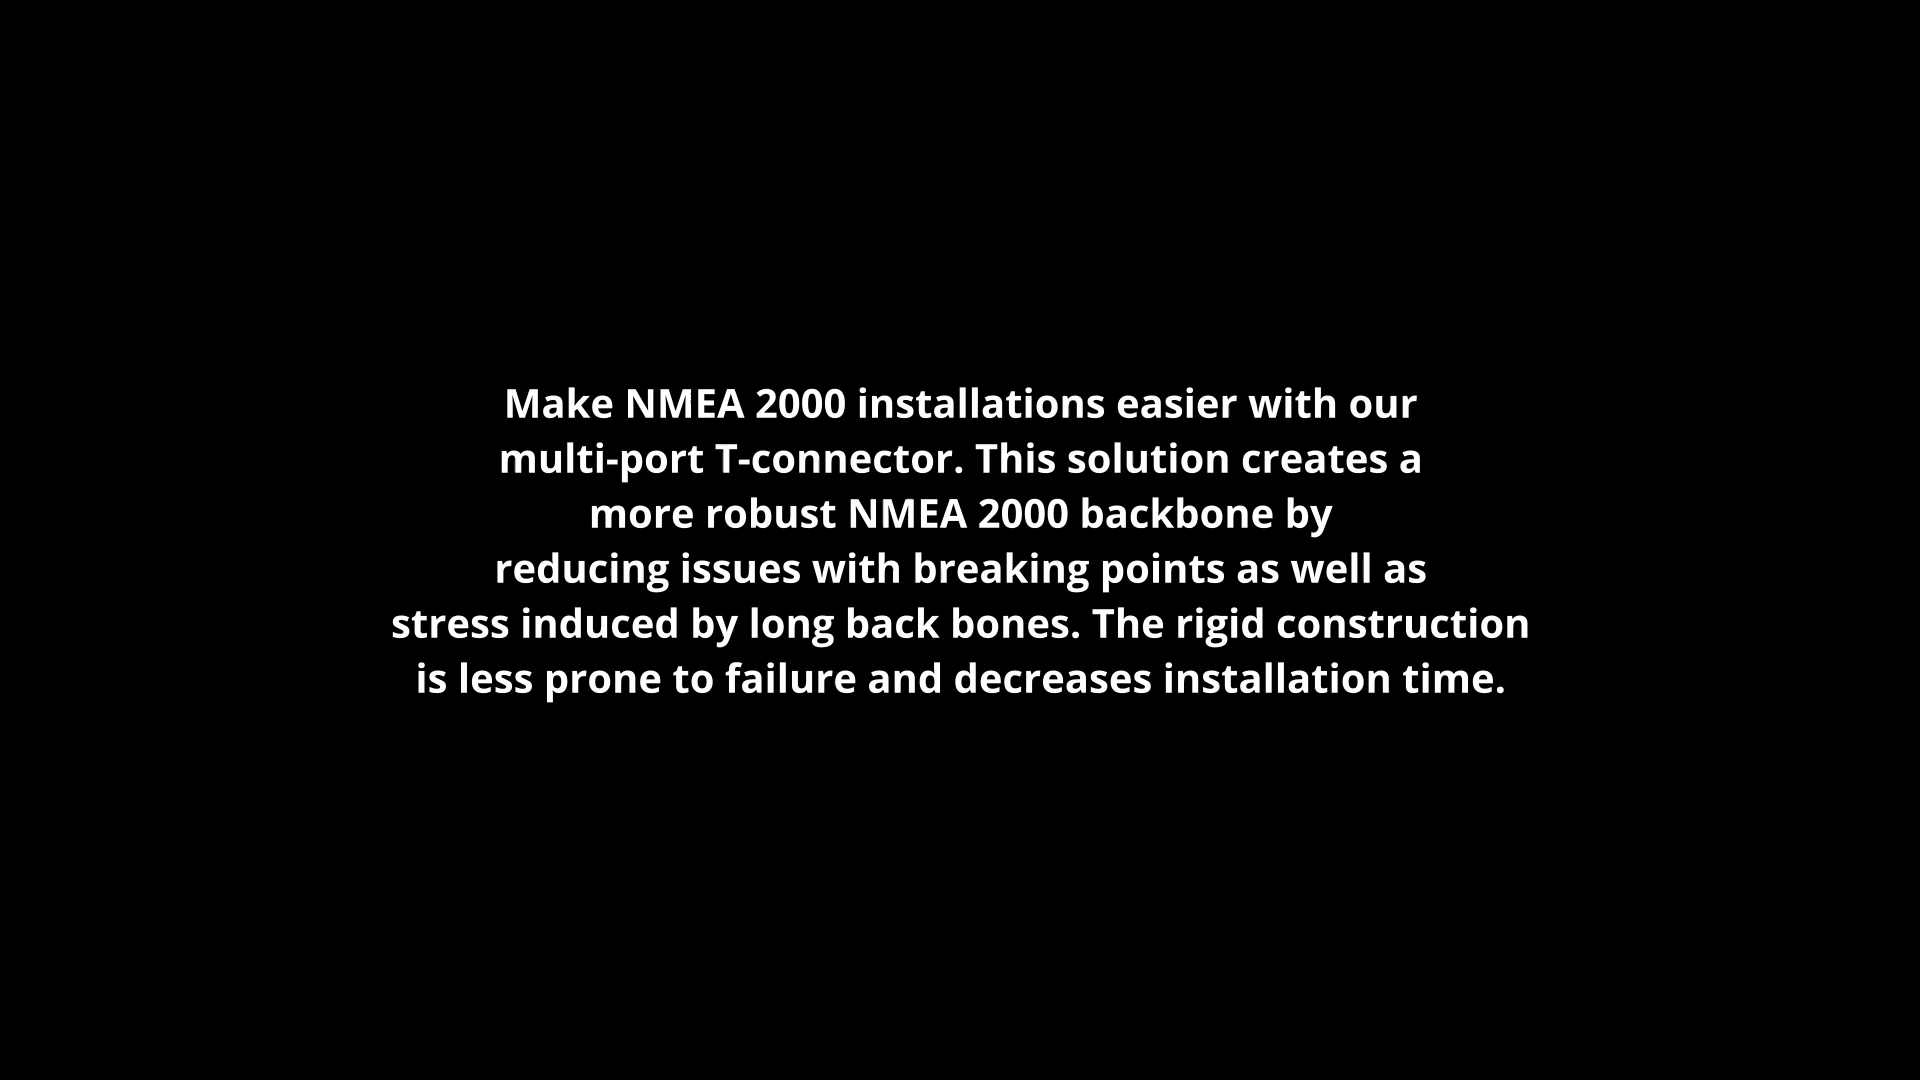 Make NMEA 2000 installations easier with our
multi-port T-connector. This solution creates a
more robust NMEA 2000 backbone by
reducing issues with breaking points as well as
stress induced by long back bones. The rigid construction
is less prone to failure and decreases installation time.